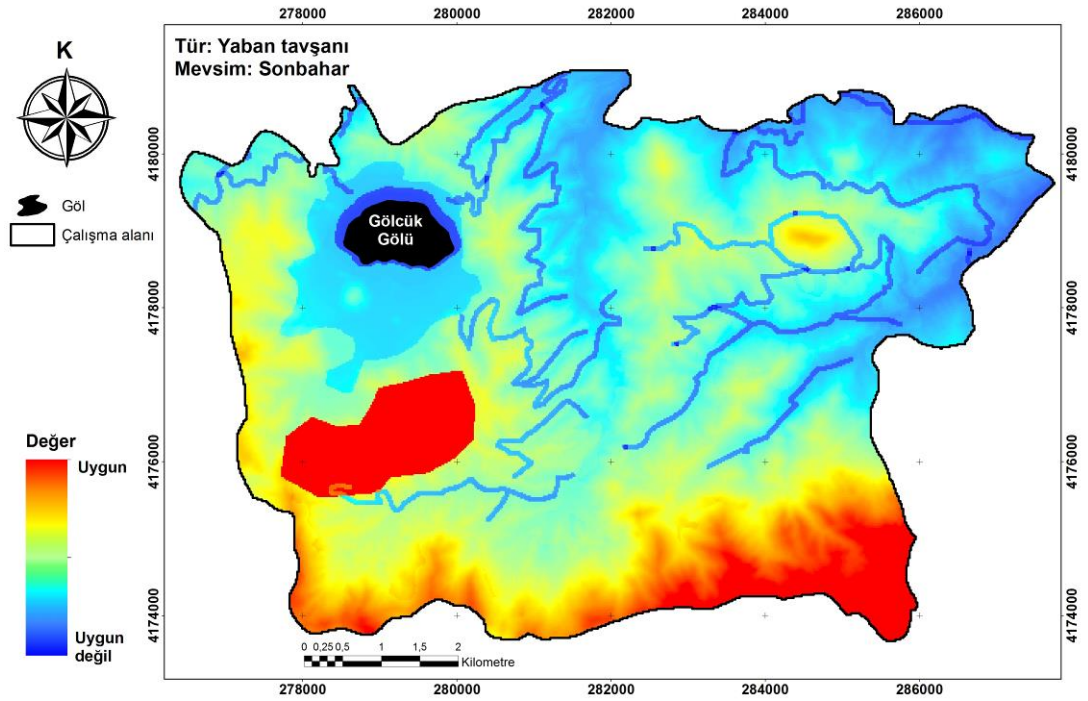 278000 280000 282000 284000 286000
Tür: Yaban tavşanı
Mevsim: Sonbahar
K
Göl
Çalışma alanı
Gölcük
Gölü
Değer
Uygun
Uygun
değil
4180000 4180000
4178000 4178000
4176000 4176000
4174000 4174000
0 0,25 0,5 1 1,5 2
Kilometre
278000 280000 282000 284000 286000